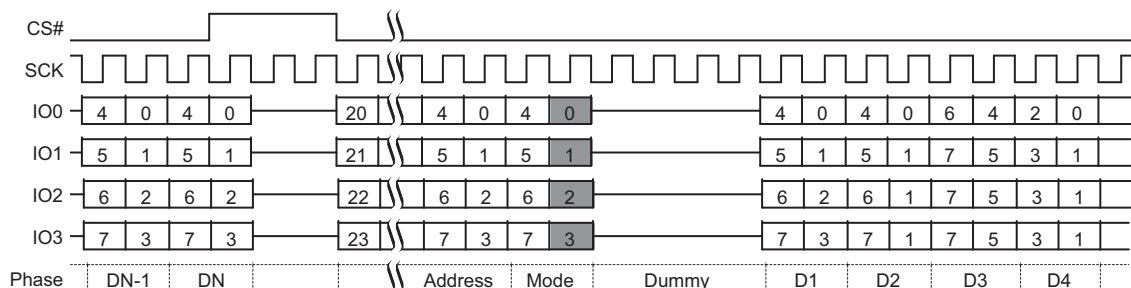 CS#
SCK
IO0 4 0 4 0 20 4 0 4 0 4 0 4 0 6 4 2 0
IO1 5 1 5 1 21 5 1 5 1 5 1 5 1 7 5 3 1
IO2 6 2 6 2 22 6 2 6 2 6 2 6 1 7 5 3 1
IO3 7 3 7 3 23 7 3 7 3 7 3 7 1 7 5 3 1
Phase DN-1 DN Address Mode Dummy D1 D2 D3 D4